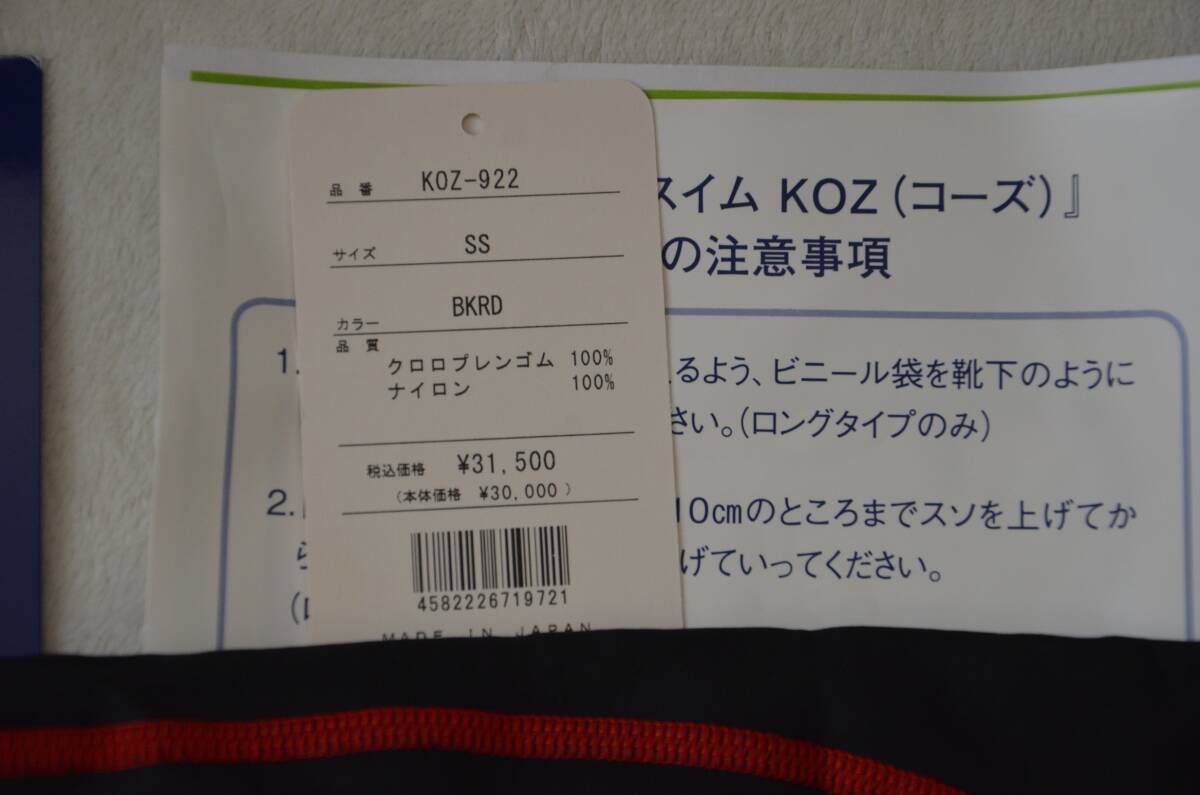 品番 KOZ-922
サイズ SS
カラー BKRD
品質
クロロプレンゴム 100%
ナイロン 100%
税込価格 ¥31,500
(本体価格 ¥30,000)
4582226719721
MADE IN JAPAN
スイム KOZ(コーズ)』
の注意事項
1.
るよう、ビニール袋を靴下のように
さい。(ロングタイプのみ)
2.
10cmのところまでスソを上げてか
ら
げていってください。
(